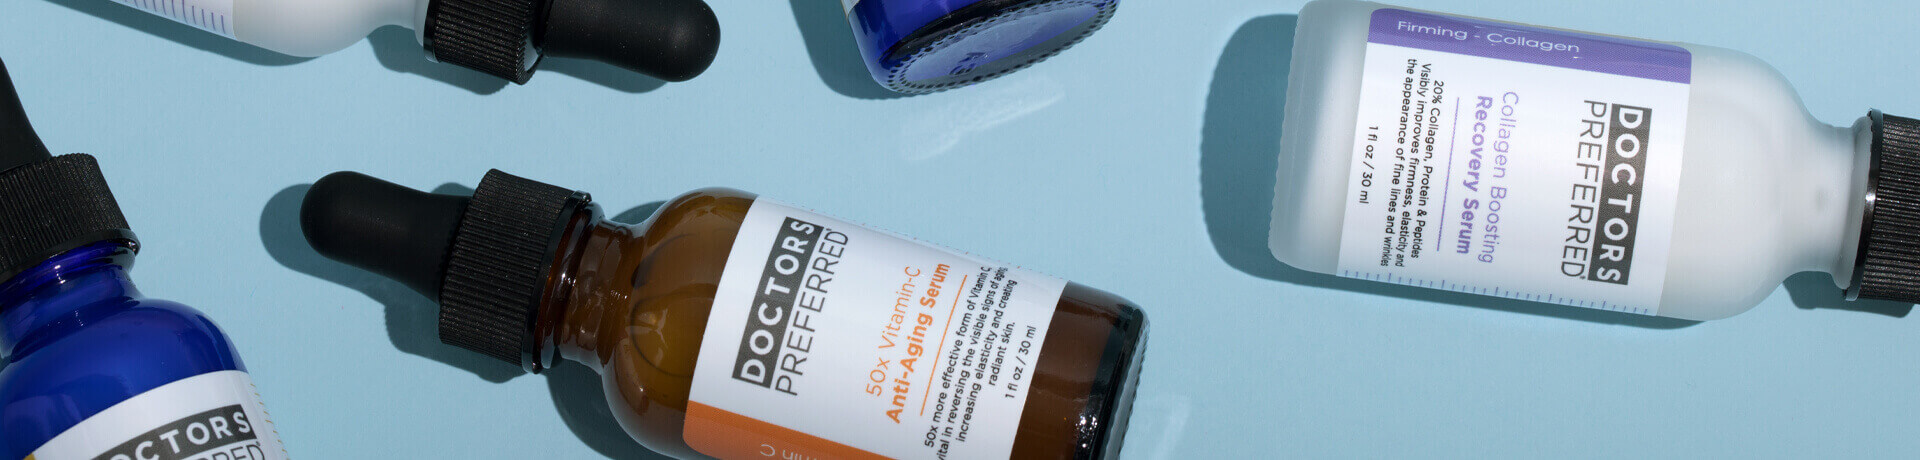 Firming - Collagen
DOCTORS
PREFERRED
Collagen Boosting
Recovery Serum
20% Collagen, Protein & Peptides
Visibly improves firmness, elasticity and
the appearance of fine lines and wrinkles
1 fl oz / 30 ml
DOCTORS
PREFERRED
50x Vitamin-C
Anti-Aging Serum
50x more effective form of Vitamin C,
vital in reversing the visible signs of aging
increasing elasticity and creating
radiant skin.
1 fl oz / 30 ml
DOCTORS